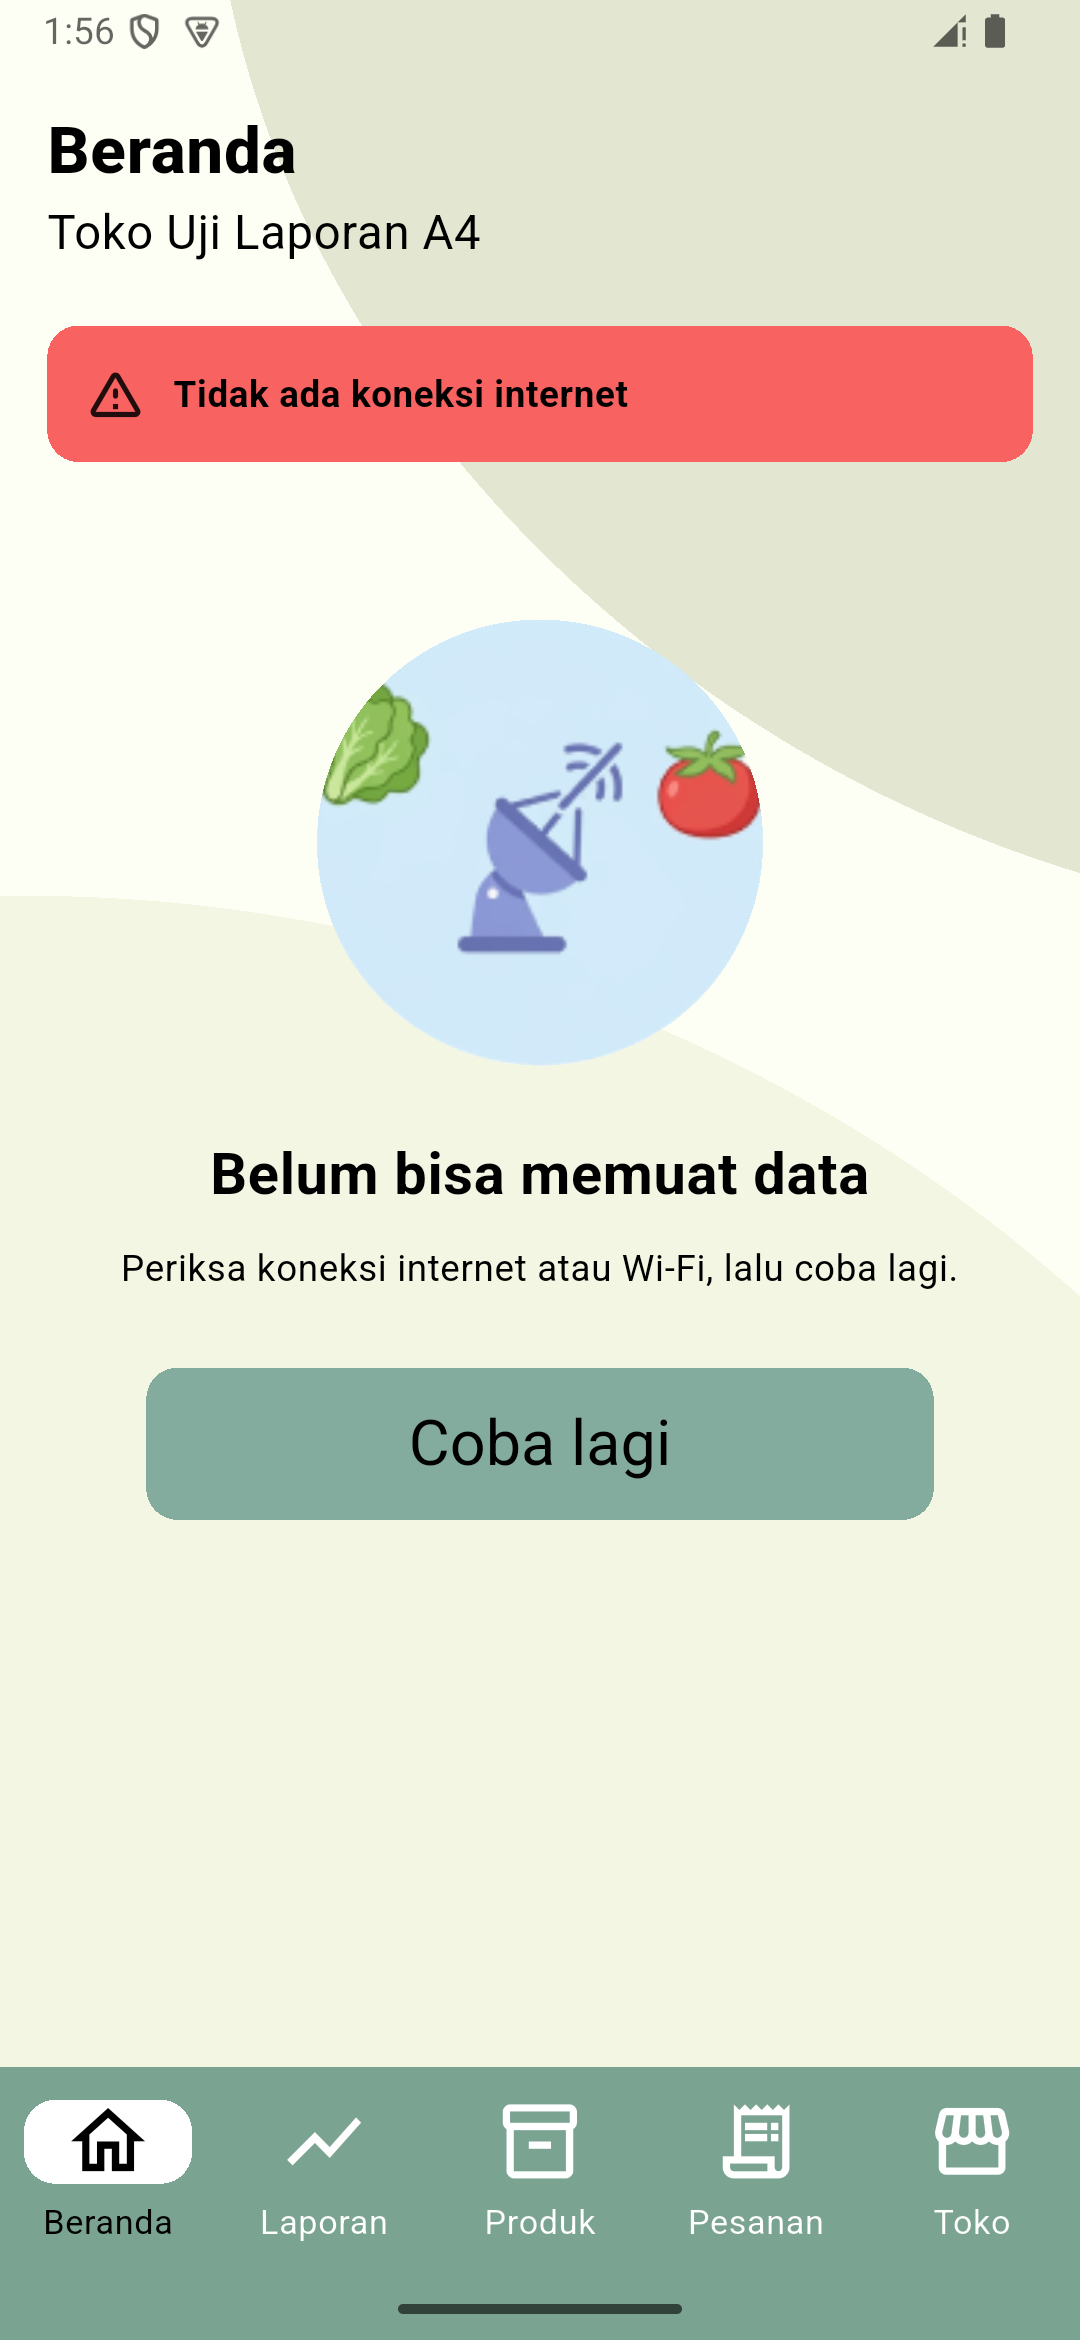 1:56
Beranda
Toko Uji Laporan A4
Tidak ada koneksi internet
Belum bisa memuat data
Periksa koneksi internet atau Wi-Fi, lalu coba lagi.
Coba lagi
Beranda
Laporan
Produk
Pesanan
Toko